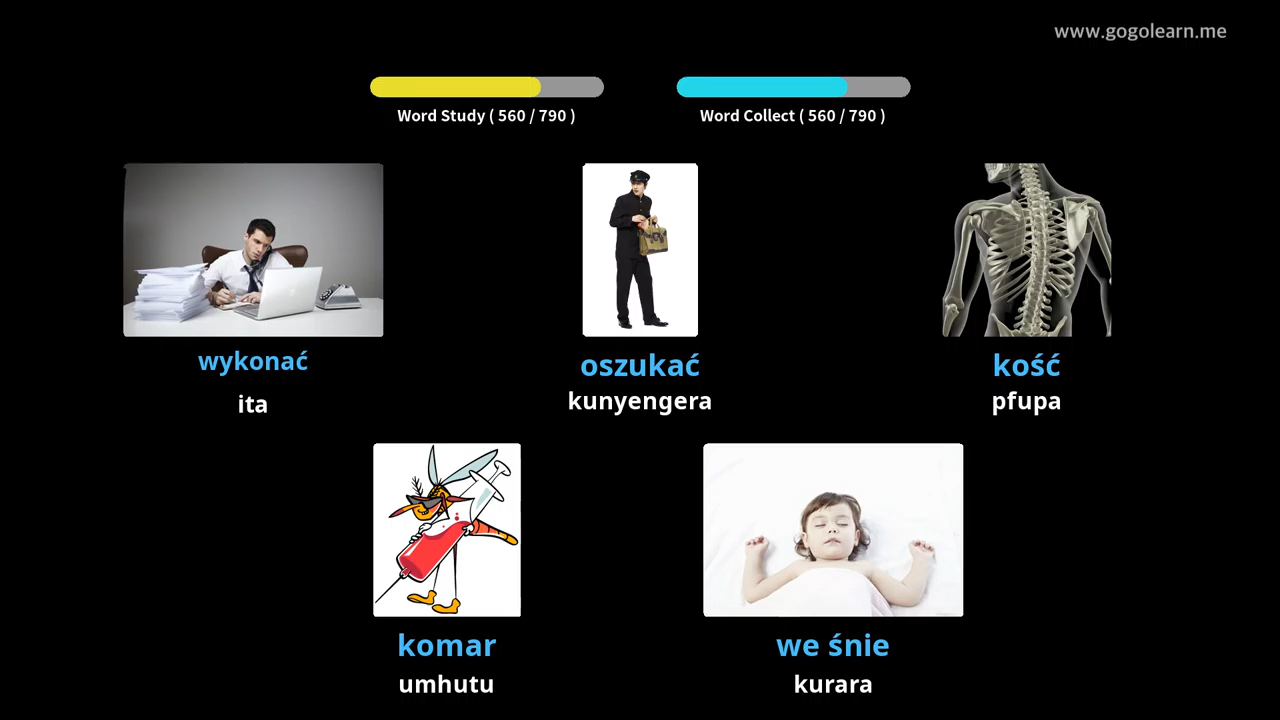 www.gogolearn.me
Word Study ( 560 / 790 )
Word Collect ( 560 / 790 )
wykonać
ita
oszukać
kunyengera
kość
pfupa
komar
umhutu
we śnie
kurara